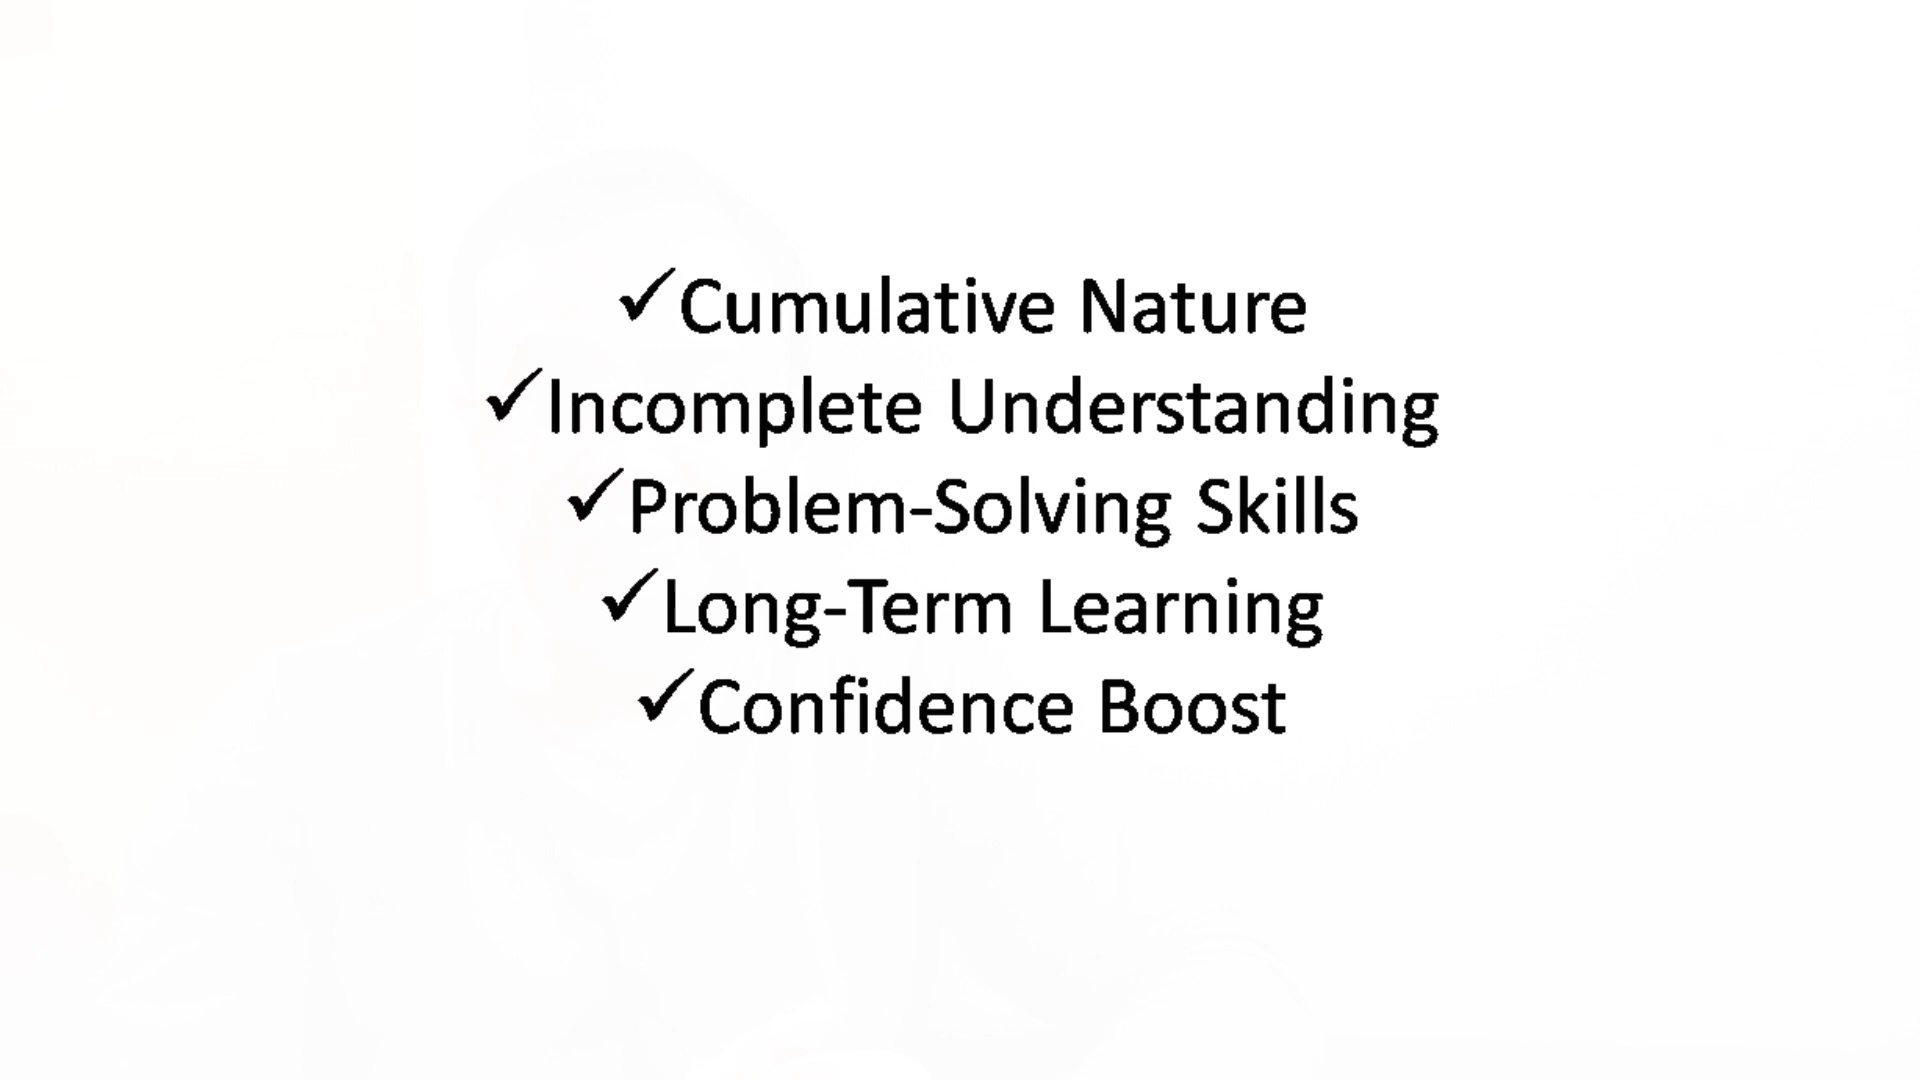 ✓Cumulative Nature
✓Incomplete Understanding
✓Problem-Solving Skills
✓Long-Term Learning
✓Confidence Boost